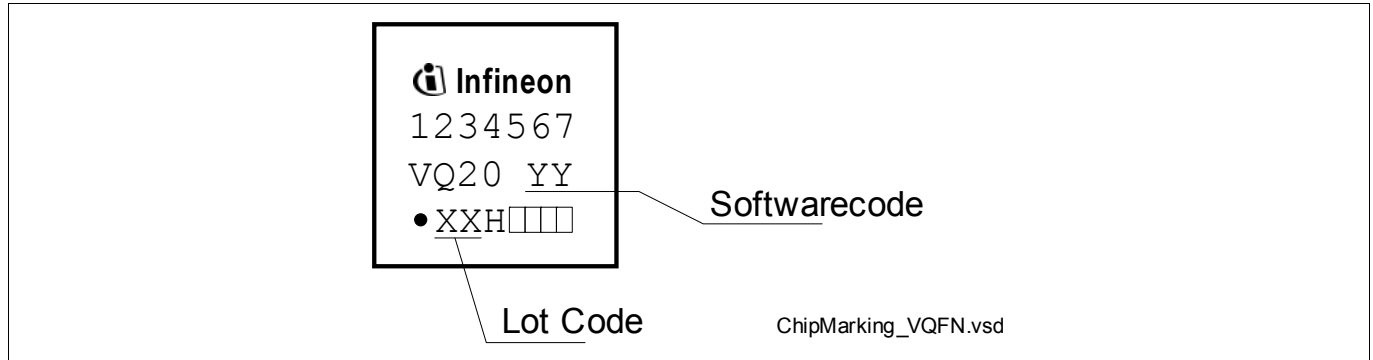 Infineon
1234567
VQ20 YY
•XXH□□□□
Softwarecode
Lot Code
ChipMarking_VQFN.vsd